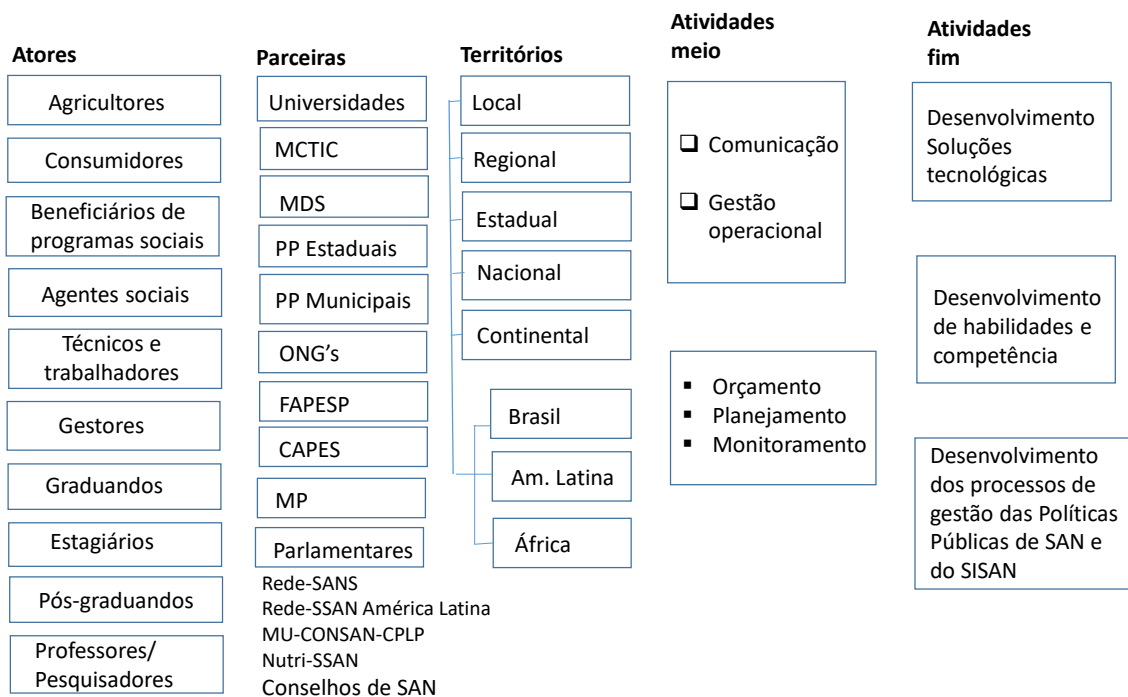 Atores
Agricultores
Consumidores
Beneficiários de
programas sociais
Agentes sociais
Técnicos e
trabalhadores
Gestores
Graduandos
Estagiários
Pós-graduandos
Professores/
Pesquisadores
Parceiras
Universidades
MCTIC
MDS
PP Estaduais
PP Municipais
ONG’s
FAPESP
CAPES
MP
Parlamentares
Rede-SANS
Rede-SSAN América Latina
MU-CONSAN-CPLP
Nutri-SSAN
Conselhos de SAN
Territórios
Local
Regional
Estadual
Nacional
Continental
Brasil
Am. Latina
África
Atividades
meio
Comunicação
Gestão
operacional
Orçamento
Planejamento
Monitoramento
Atividades
fim
Desenvolvimento
Soluções
tecnológicas
Desenvolvimento
de habilidades e
competência
Desenvolvimento
dos processos de
gestão das Políticas
Públicas de SAN e
do SISAN